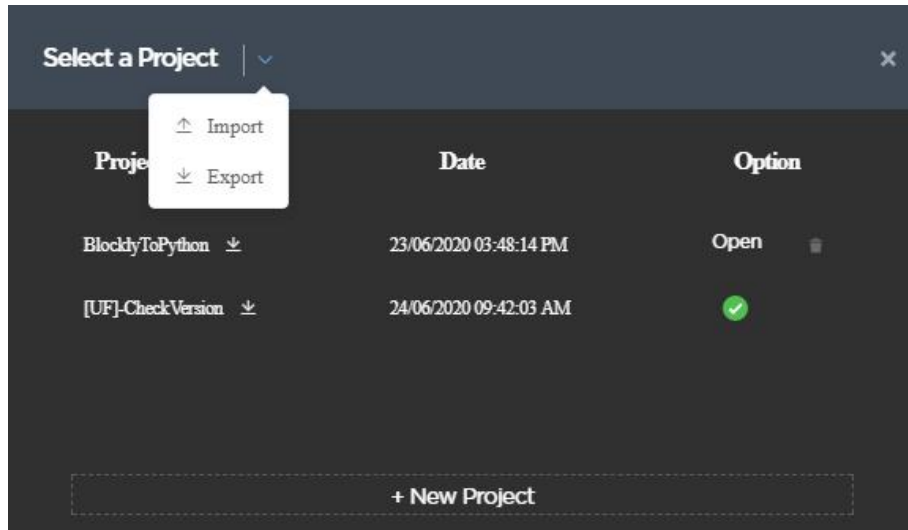 Select a Project
Import
Export
Date
Option
BlocklyToPython
23/06/2020 03:48:14 PM
Open
[UF]-CheckVersion
24/06/2020 09:42:03 AM
+ New Project